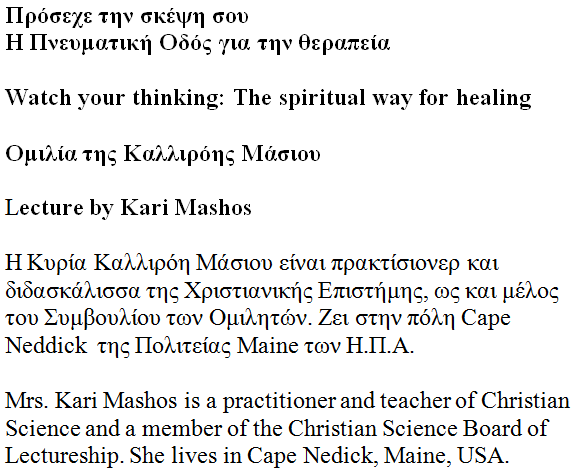 Πρόσεχε την σκέψη σου
Η Πνευματική Οδός για την θεραπεία
Watch your thinking: The spiritual way for healing
Ομιλία της Καλλιρόης Μάσιου
Lecture by Kari Mashos
Η Κυρία Καλλιρόη Μάσιου είναι πρακτίσιονερ και
διδασκάλισσα της Χριστιανικής Επιστήμης, ως και μέλος
του Συμβουλίου των Ομιλητών. Ζει στην πόλη Cape
Neddick της Πολιτείας Maine των Η.Π.Α.
Mrs. Kari Mashos is a practitioner and teacher of Christian
Science and a member of the Christian Science Board of
Lectureship. She lives in Cape Nedick, Maine, USA.